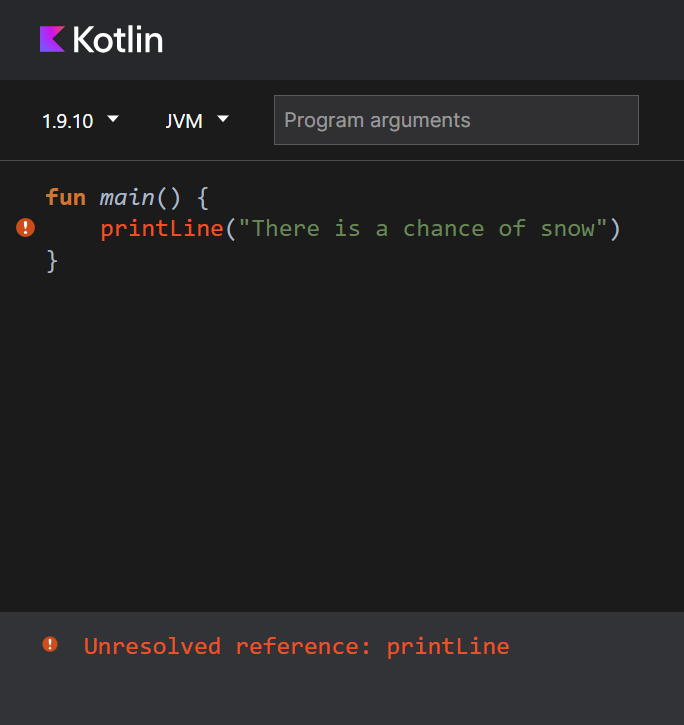 Kotlin
1.9.10 JVM Program arguments
fun main() {
    printLine("There is a chance of snow")
}
Unresolved reference: printLine